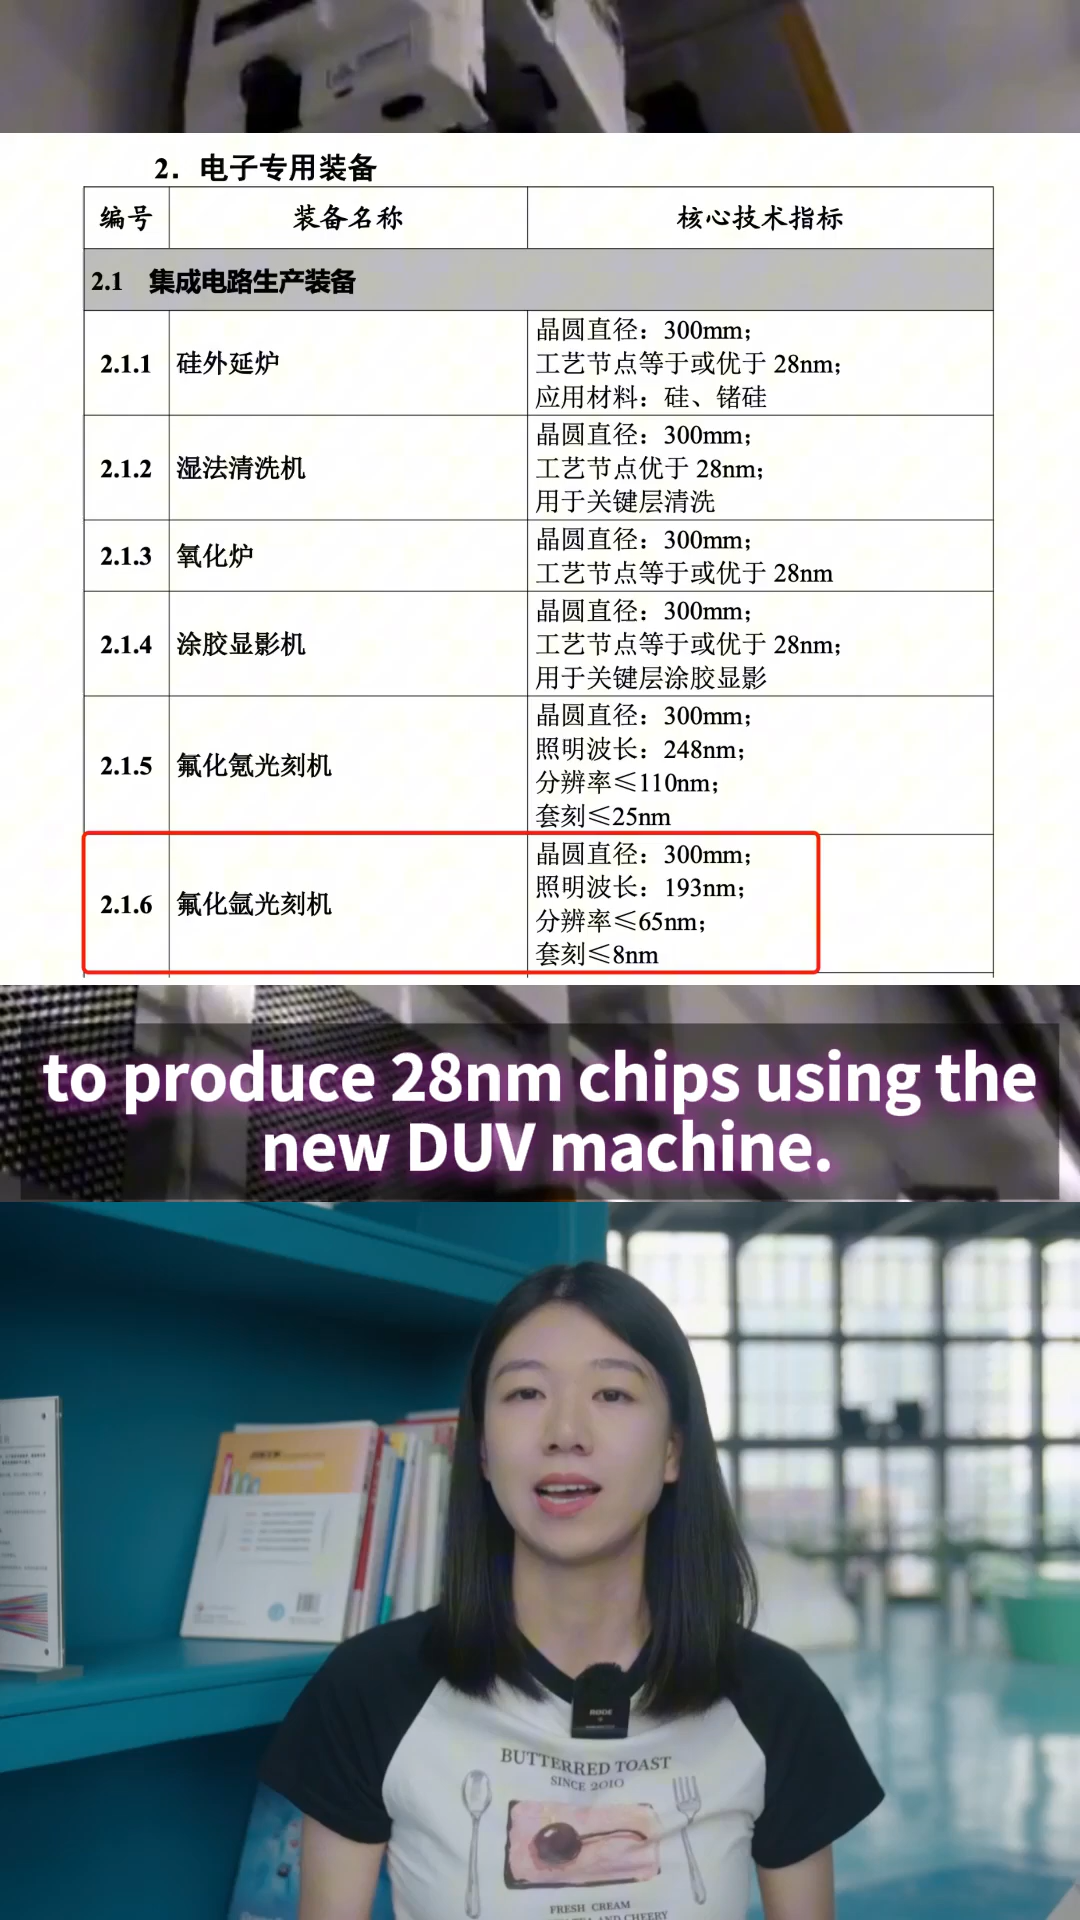 2．电子专用装备
编号 装备名称 核心技术指标
2.1 集成电路生产装备
2.1.1 硅外延炉 晶圆直径：300mm；
工艺节点等于或优于 28nm；
应用材料：硅、锗硅
2.1.2 湿法清洗机 晶圆直径：300mm；
工艺节点优于 28nm；
用于关键层清洗
2.1.3 氧化炉 晶圆直径：300mm；
工艺节点等于或优于 28nm
2.1.4 涂胶显影机 晶圆直径：300mm；
工艺节点等于或优于 28nm；
用于关键层涂胶显影
2.1.5 氟化氪光刻机 晶圆直径：300mm；
照明波长：248nm；
分辨率≤110nm；
套刻≤25nm
2.1.6 氟化氩光刻机 晶圆直径：300mm；
照明波长：193nm；
分辨率≤65nm；
套刻≤8nm
to produce 28nm chips using the
new DUV machine.
RODE
BUTTERRED TOAST
SINCE 2010
FRESH CREAM
AND CHEERY